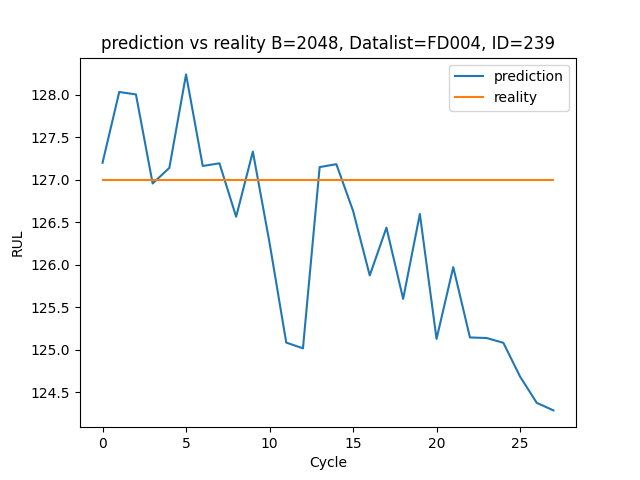 prediction vs reality B=2048, Datalist=FD004, ID=239
prediction
reality
128.0
127.5
127.0
126.5
126.0
125.5
125.0
124.5
RUL
0 5 10 15 20 25
Cycle